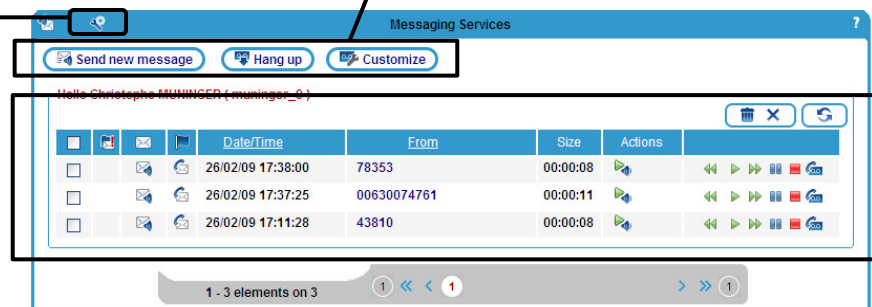 Messaging Services ?
Send new message Hang up Customize
Hello Christophe MUNINGER ( muninger_0 )
Date/Time From Size Actions
26/02/09 17:38:00 78353 00:00:08
26/02/09 17:37:25 00630074761 00:00:11
26/02/09 17:11:28 43810 00:00:08
1 - 3 elements on 3 1 1 1